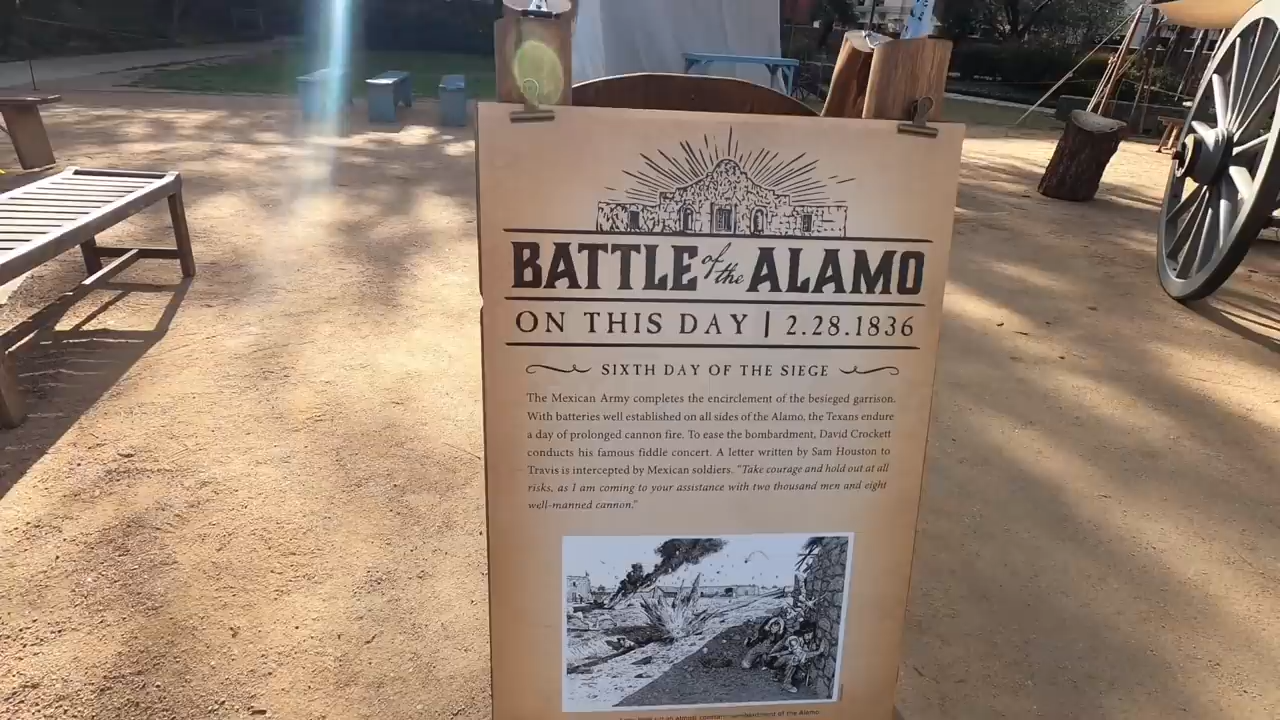 BATTLE of the ALAMO
ON THIS DAY | 2.28.1836
SIXTH DAY OF THE SIEGE
The Mexican Army completes the encirclement of the besieged garrison.
With batteries well established on all sides of the Alamo, the Texans endure
a day of prolonged cannon fire. To ease the bombardment, David Crockett
conducts his famous fiddle concert. A letter written by Sam Houston to
Travis is intercepted by Mexican soldiers. "Take courage and hold out at all
risks, as I am coming to your assistance with two thousand men and eight
well-manned cannon."
of the Alamo